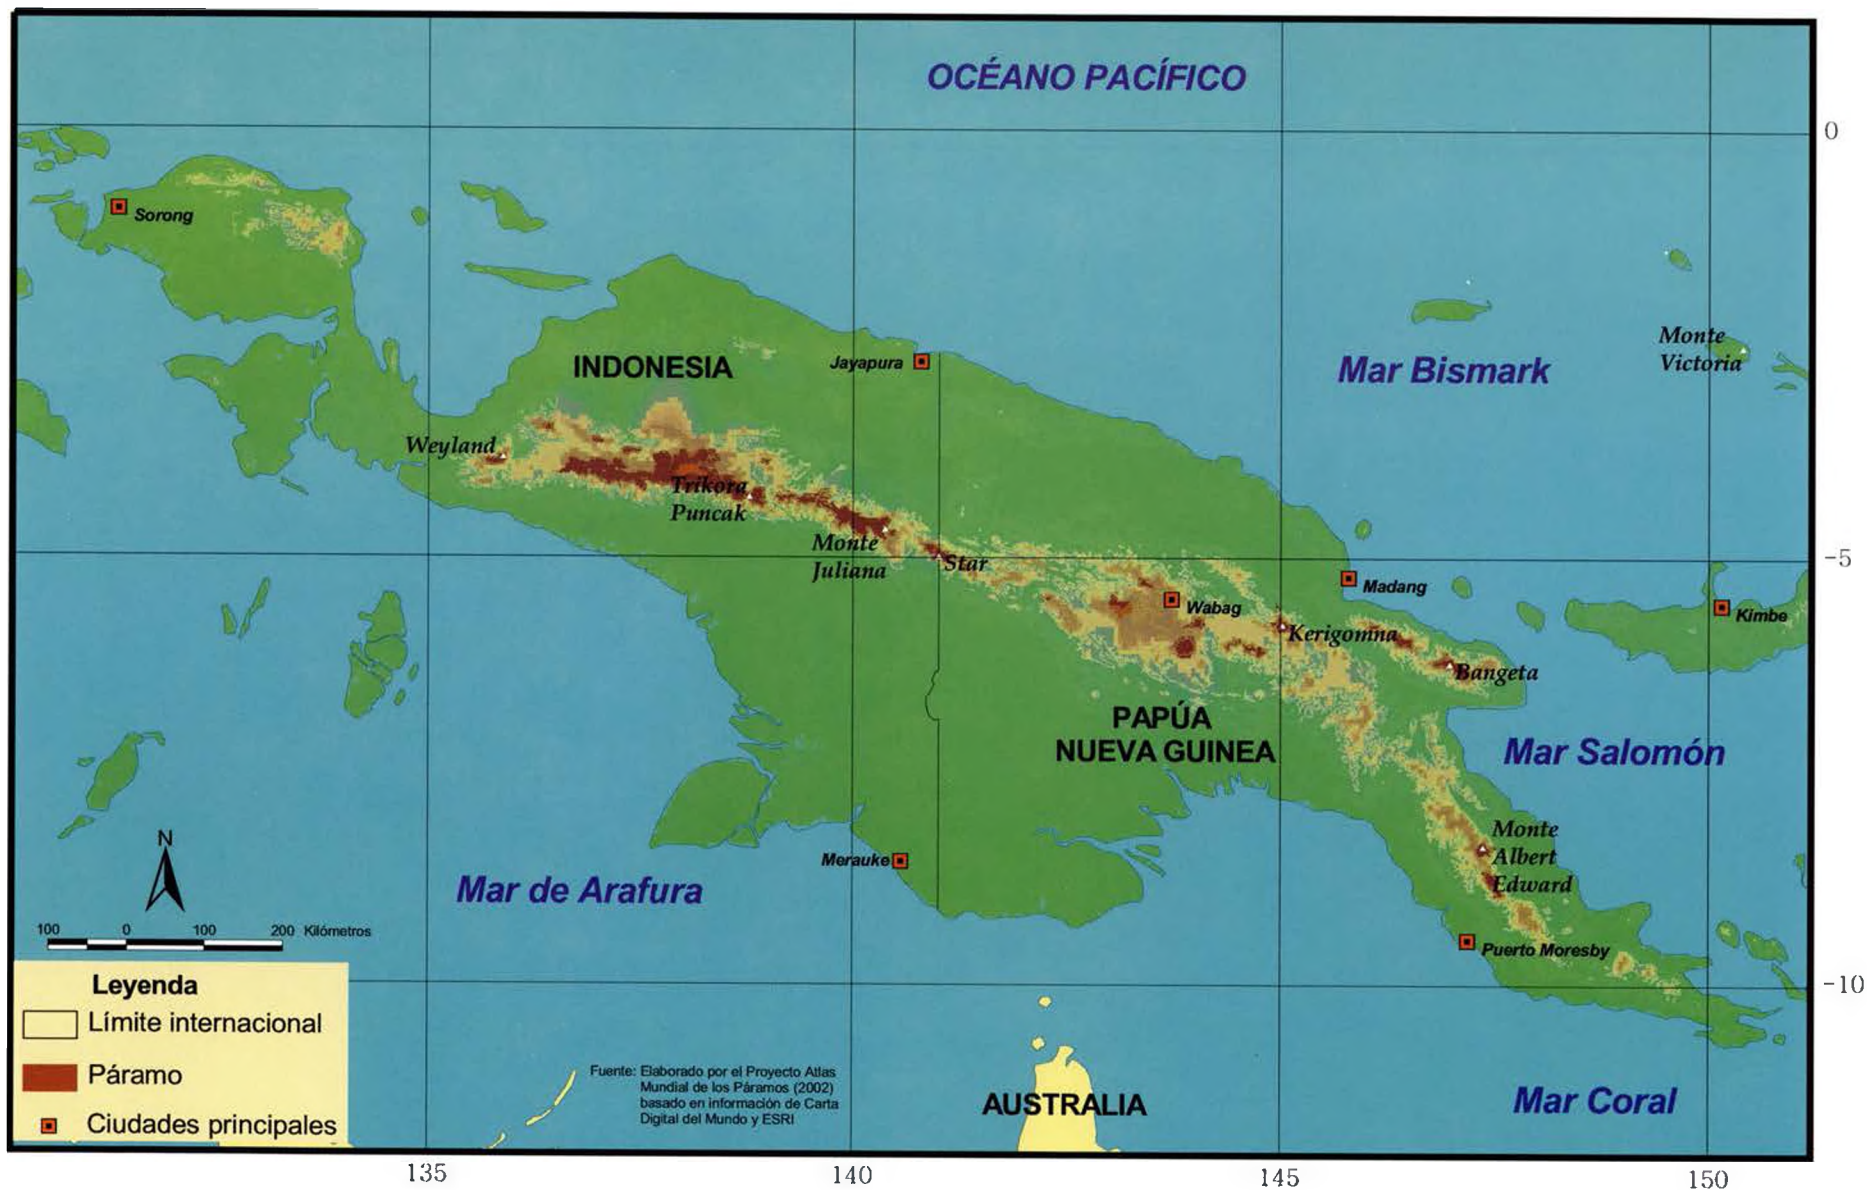 OCÉANO PACÍFICO
0
Sorong
Monte
Victoria
INDONESIA
Jayapura
Mar Bismark
Weyland
Trikora
Puncak
Monte
Juliana
Star
-5
Madang
Wabag
Kimbe
Kerigomna
Bangeta
PAPÚA
NUEVA GUINEA
Mar Salomón
Monte
Albert
Edward
N
Merauke
Mar de Arafura
100 0 100 200 Kilómetros
Puerto Moresby
-10
Leyenda
Límite internacional
Páramo
Ciudades principales
Fuente: Elaborado por el Proyecto Atlas
Mundial de los Páramos (2002)
basado en información de Carta
Digital del Mundo y ESRI
AUSTRALIA
Mar Coral
135 140 145 150